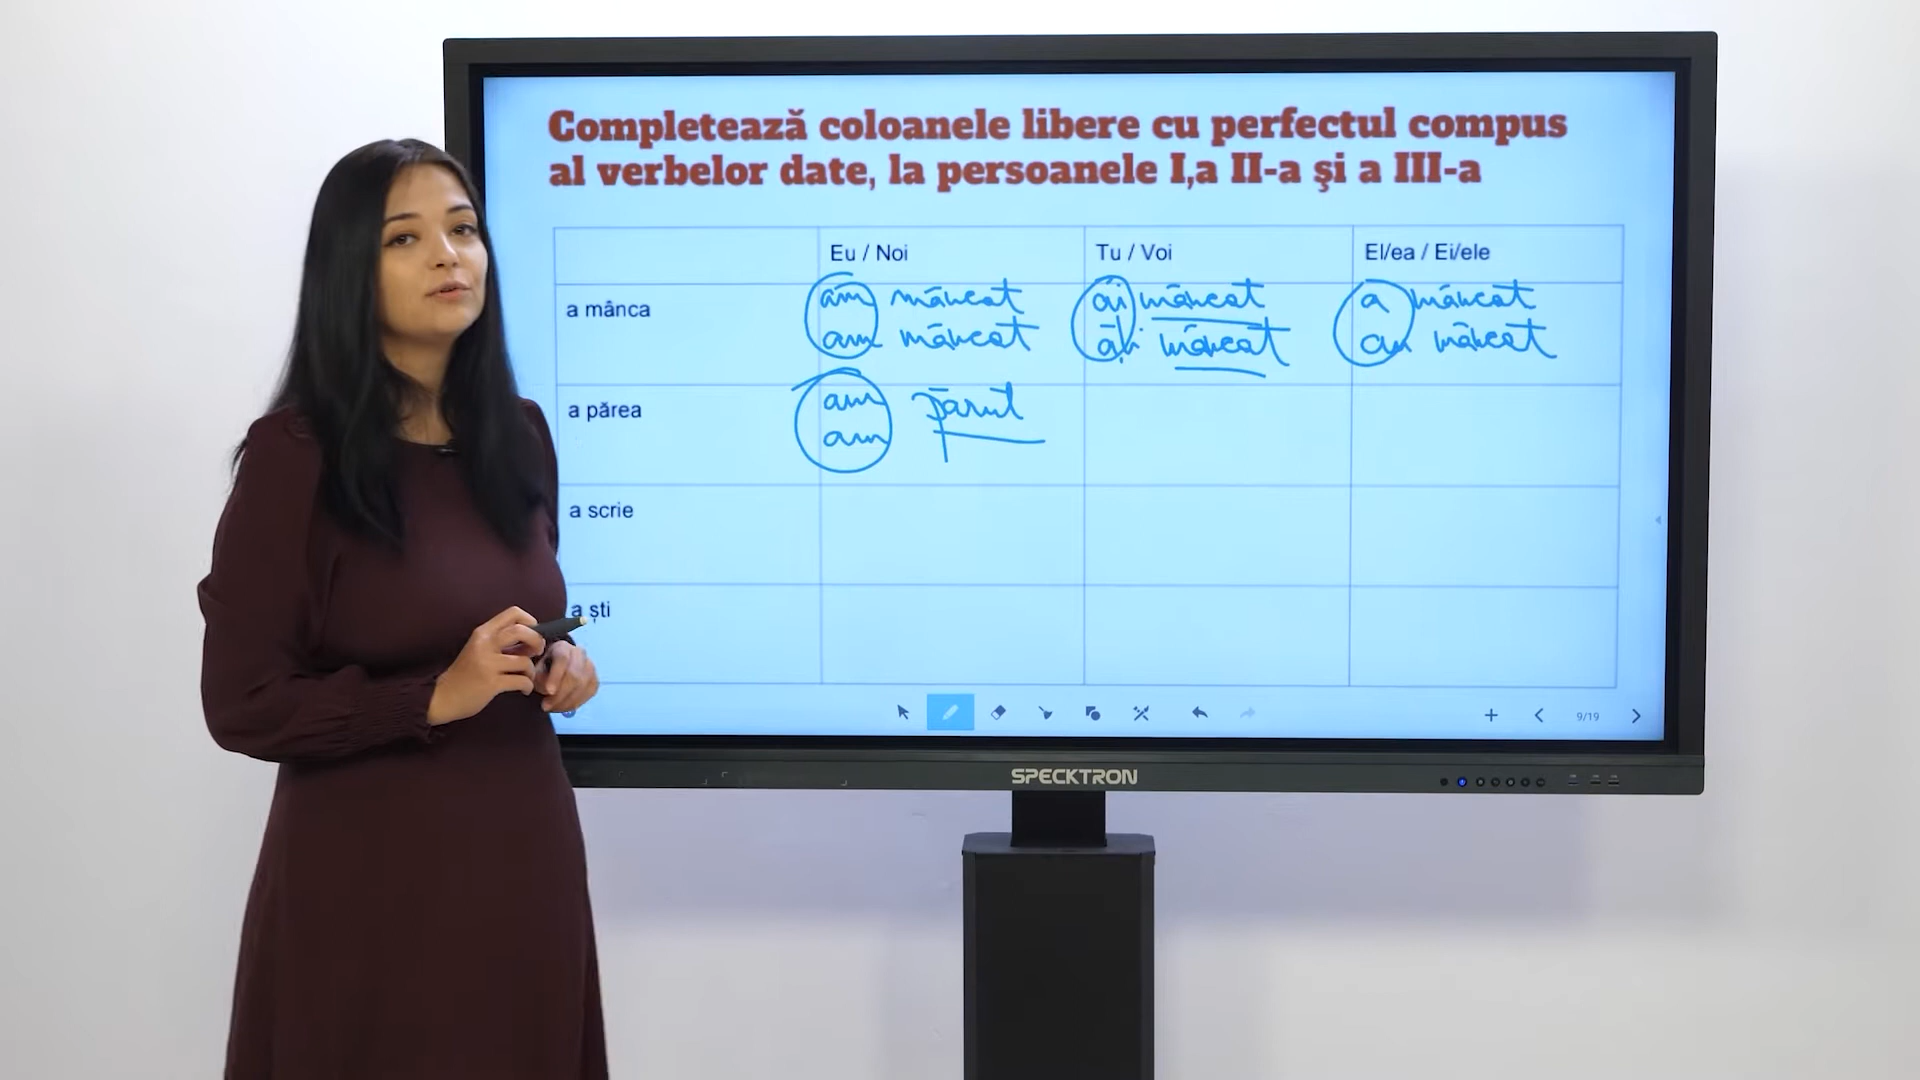 Completează coloanele libere cu perfectul compus
al verbelor date, la persoanele I,a II-a şi a III-a
Eu / Noi
Tu / Voi
El/ea / Ei/ele
a mânca
am mâncat
ai mâncat
a mâncat
am mâncat
ați mâncat
au mâncat
a părea
am părut
am
a scrie
a ști
9/19
SPECKTRON